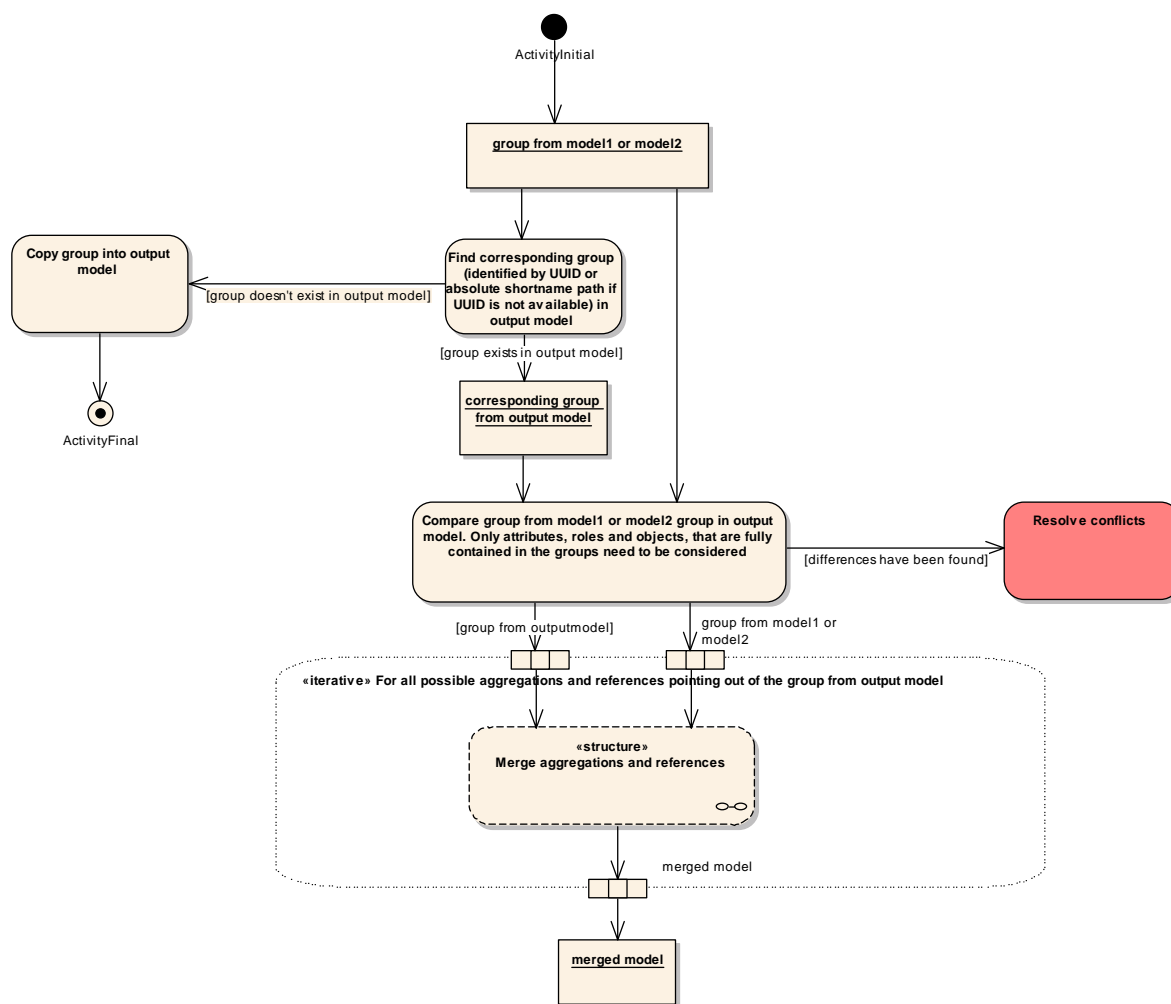 ActivityInitial
group from model1 or model2
Copy group into output
model
Find corresponding group
(identified by UUID or
absolute shortname path if
UUID is not available) in
output model
[group doesn't exist in output model]
[group exists in output model]
corresponding group
from output model
ActivityFinal
Compare group from model1 or model2 group in output
model. Only attributes, roles and objects, that are fully
contained in the groups need to be considered
Resolve conflicts
[differences have been found]
[group from outputmodel]
group from model1 or
model2
«iterative» For all possible aggregations and references pointing out of the group from output model
«structure»
Merge aggregations and references
merged model
merged model